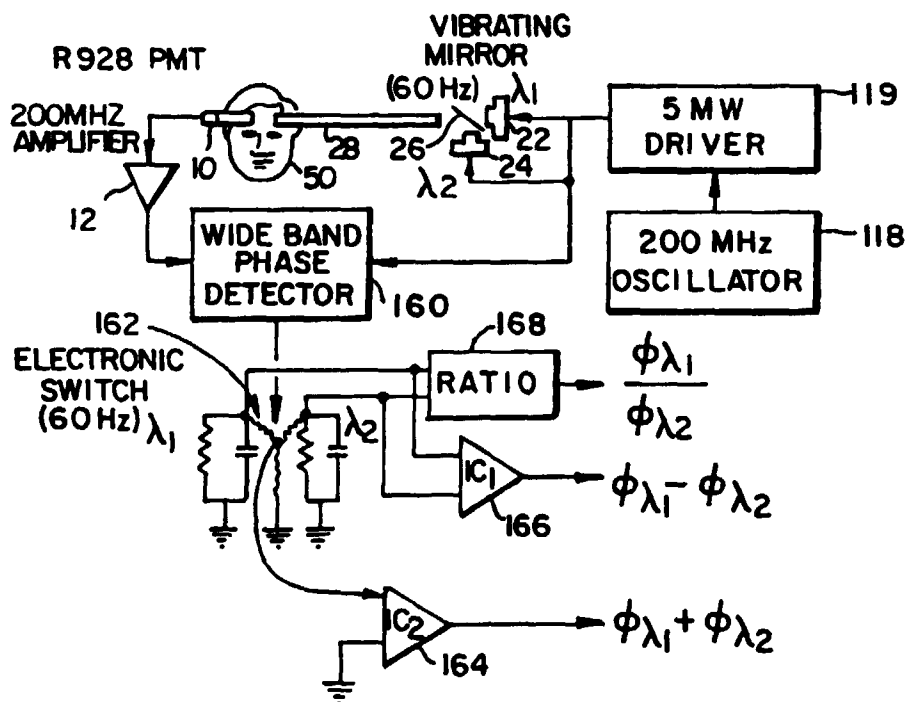 VIBRATING
MIRROR
(60 Hz)
R928 PMT
λ1
119
200MHZ
AMPLIFIER
5 MW
DRIVER
10
28
26
22
50
24
λ2
12
118
200 MHz
OSCILLATOR
WIDE BAND
PHASE
DETECTOR
160
162
168
ELECTRONIC
SWITCH
(60 Hz)
λ1
λ2
RATIO
ϕλ1
ϕλ2
IC1
166
ϕλ1 - ϕλ2
IC2
164
ϕλ1 + ϕλ2